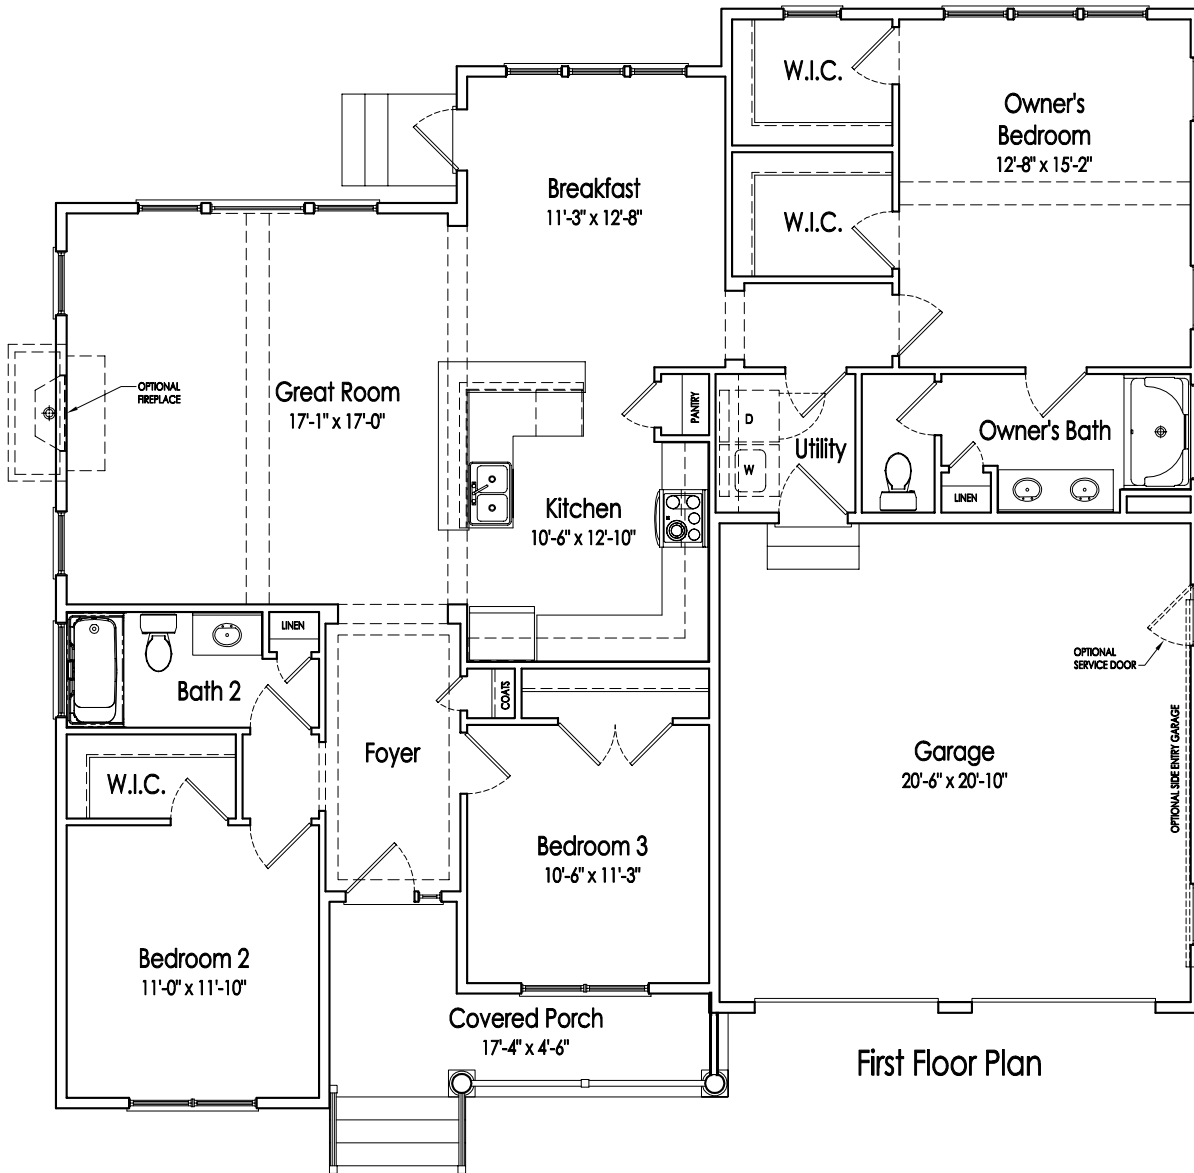 W.I.C.
Owner's
Bedroom
12'-8" x 15'-2"
Breakfast
11'-3" x 12'-8"
W.I.C.
OPTIONAL
FIREPLACE
Great Room
17'-1" x 17'-0"
PANTRY
D
W
Utility
Owner's Bath
LINEN
Kitchen
10'-6" x 12'-10"
LINEN
Bath 2
COATS
OPTIONAL
SERVICE DOOR
Foyer
W.I.C.
Garage
20'-6" x 20'-10"
OPTIONAL SIDE ENTRY GARAGE
Bedroom 3
10'-6" x 11'-3"
Bedroom 2
11'-0" x 11'-10"
Covered Porch
17'-4" x 4'-6"
First Floor Plan